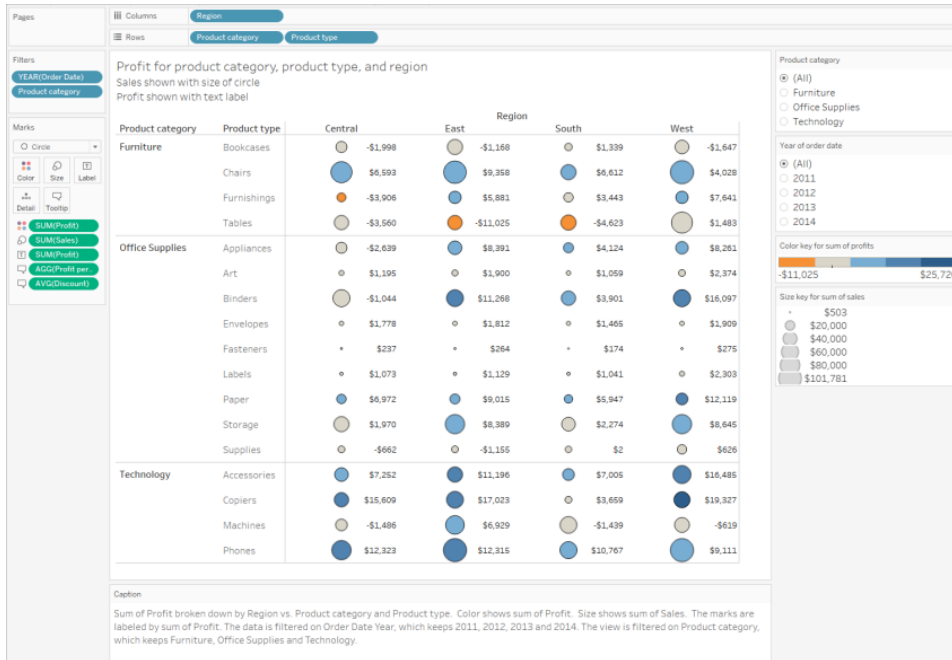 Pages
Columns
Region
Rows
Product category
Product type
Filters
YEAR(Order Date)
Product category
Marks
Circle
Color
Size
Label
Detail
Tooltip
SUM(Profit)
SUM(Sales)
SUM(Profit)
AGG(Profit per..
AVG(Discount)
Profit for product category, product type, and region
Sales shown with size of circle
Profit shown with text label
Region
Product category Product type Central East South West
Furniture Bookcases -$1,998 -$1,168 $1,339 -$1,647
Chairs $6,593 $9,358 $6,612 $4,028
Furnishings -$3,906 $5,881 $3,443 $7,641
Tables -$3,560 -$11,025 -$4,623 $1,483
Office Supplies Appliances -$2,639 $8,391 $4,124 $8,261
Art $1,195 $1,900 $1,059 $2,374
Binders -$1,044 $11,268 $3,901 $16,097
Envelopes $1,778 $1,812 $1,465 $1,909
Fasteners $237 $264 $174 $275
Labels $1,073 $1,129 $1,041 $2,303
Paper $6,972 $9,015 $5,947 $12,119
Storage $1,970 $8,389 $2,274 $8,645
Supplies -$662 -$1,155 $2 $626
Technology Accessories $7,252 $11,196 $7,005 $16,485
Copiers $15,609 $17,023 $3,659 $19,327
Machines -$1,486 $6,929 -$1,439 -$619
Phones $12,323 $12,315 $10,767 $9,111
Product category
(All)
Furniture
Office Supplies
Technology
Year of order date
(All)
2011
2012
2013
2014
Color key for sum of profits
-$11,025
Size key for sum of sales
$503
$20,000
$40,000
$60,000
$80,000
$101,781
Caption
Sum of Profit broken down by Region vs. Product category and Product type. Color shows sum of Profit. Size shows sum of Sales. The marks are
labeled by sum of Profit. The data is filtered on Order Date Year, which keeps 2011, 2012, 2013 and 2014. The view is filtered on Product category,
which keeps Furniture, Office Supplies and Technology.